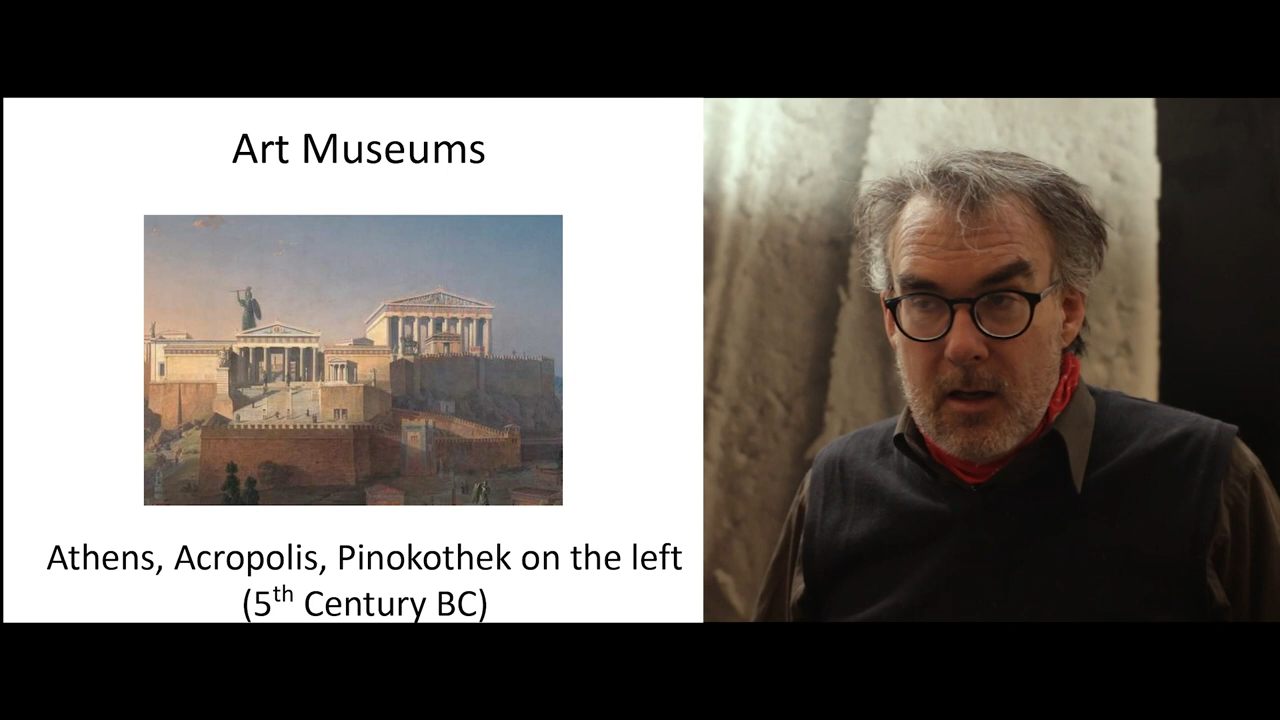 Art Museums
Athens, Acropolis, Pinokothek on the left
(5th Century BC)